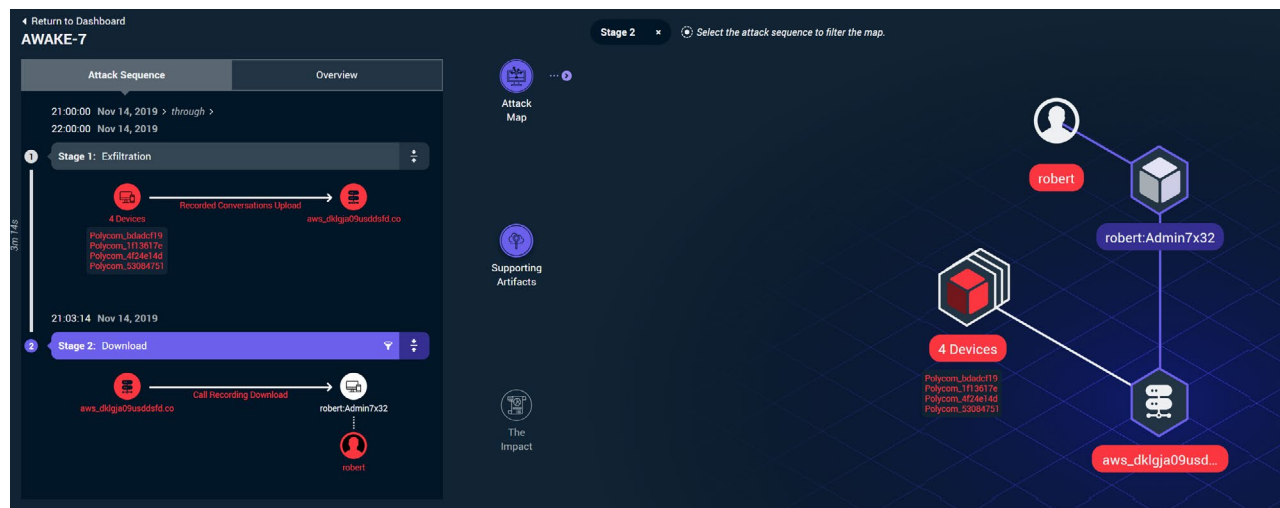 Return to Dashboard
AWAKE-7
Stage 2 ×
Select the attack sequence to filter the map.
Attack Sequence
Overview
21:00:00 Nov 14, 2019 > through >
22:00:00 Nov 14, 2019
1
Stage 1: Exfiltration
Recorded Conversations Upload
4 Devices
aws_dklgja09usddsfd.co
Polycom_bdadcf19
Polycom_1f13617e
Polycom_4f24e14d
Polycom_53084751
3m 14s
21:03:14 Nov 14, 2019
2
Stage 2: Download
Call Recording Download
aws_dklgja09usddsfd.co
robert:Admin7x32
robert
Attack
Map
Supporting
Artifacts
The
Impact
robert
robert:Admin7x32
4 Devices
Polycom_bdadcf19
Polycom_1f13617e
Polycom_4f24e14d
Polycom_53084751
aws_dklgja09usd...